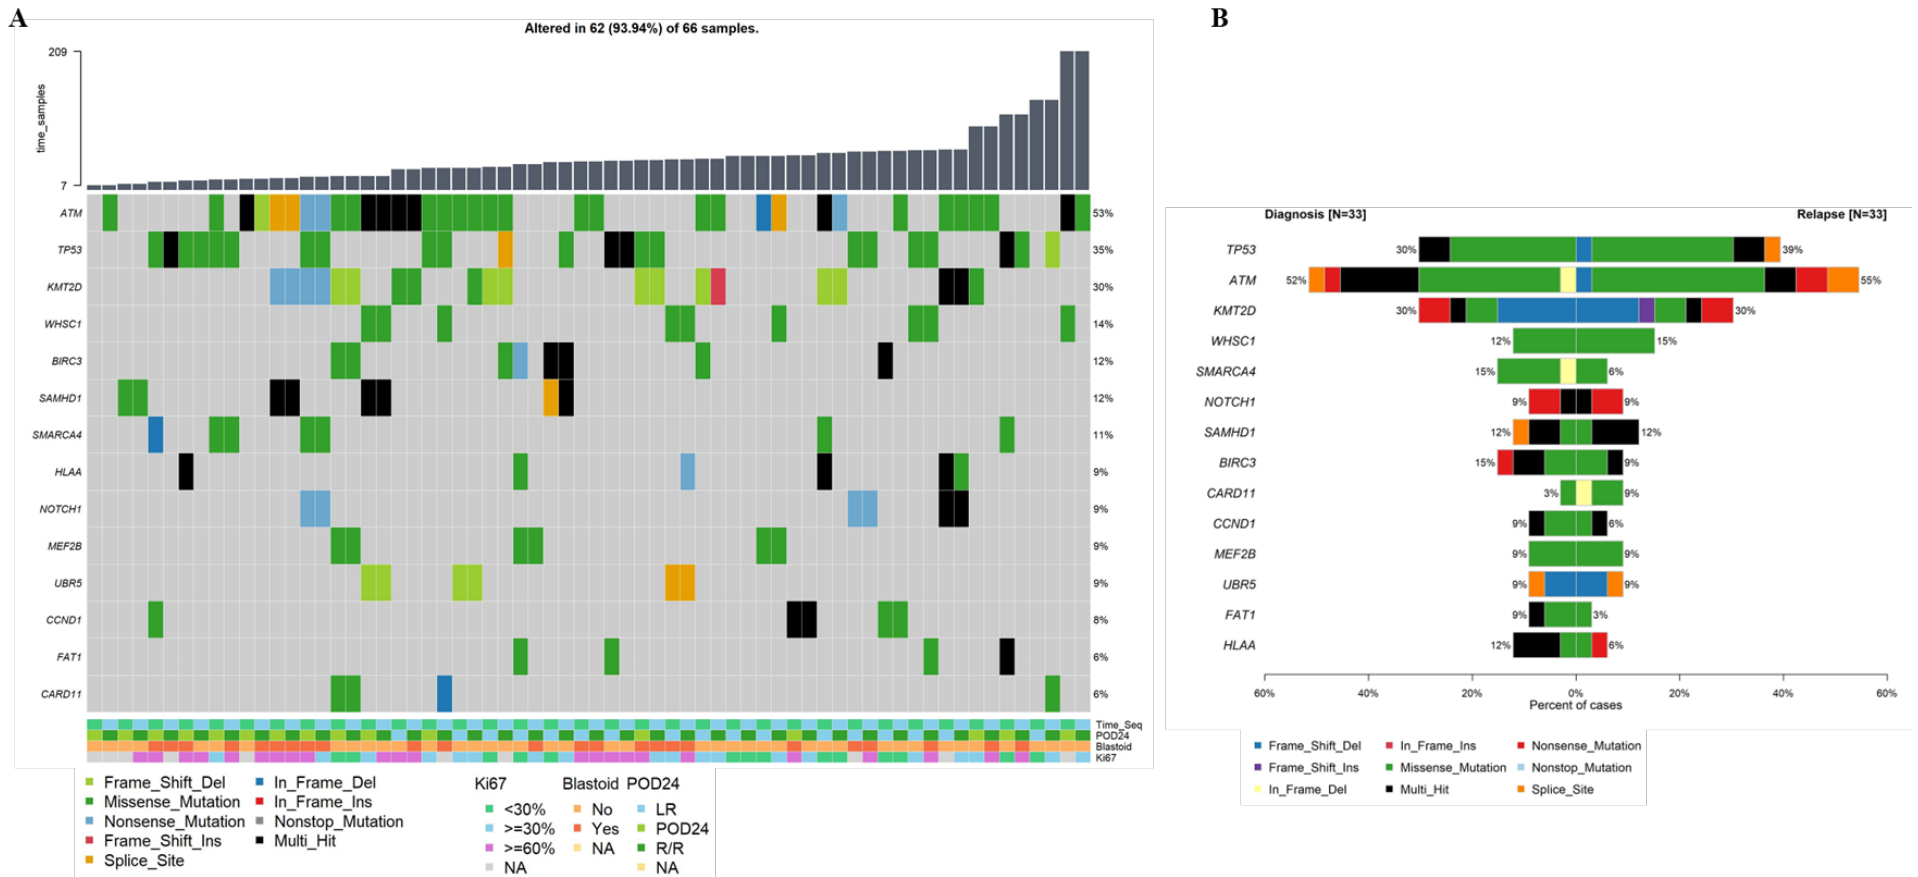 A
Altered in 62 (93.94%) of 66 samples.
209
time_samples
7
ATM 53%
TP53 35%
KMT2D 30%
WHSC1 14%
BIRC3 12%
SAMHD1 12%
SMARCA4 11%
HLAA 9%
NOTCH1 9%
MEF2B 9%
UBR5 9%
CCND1 8%
FAT1 6%
CARD11 6%
Time_Seq
POD24
Blastoid
Ki67
Frame_Shift_Del In_Frame_Del
Missense_Mutation In_Frame_Ins
Nonsense_Mutation Nonstop_Mutation
Frame_Shift_Ins Multi_Hit
Splice_Site
Ki67 Blastoid POD24
<30% No LR
>=30% Yes POD24
>=60% NA R/R
NA NA
B
Diagnosis [N=33] Relapse [N=33]
TP53 30% 39%
ATM 52% 55%
KMT2D 30% 30%
WHSC1 12% 15%
SMARCA4 15% 6%
NOTCH1 9% 9%
SAMHD1 12% 12%
BIRC3 15% 9%
CARD11 3% 9%
CCND1 9% 6%
MEF2B 9% 9%
UBR5 9% 9%
FAT1 9% 3%
HLAA 12% 6%
60% 40% 20% 0% 20% 40% 60%
Percent of cases
Frame_Shift_Del In_Frame_Ins Nonsense_Mutation
Frame_Shift_Ins Missense_Mutation Nonstop_Mutation
In_Frame_Del Multi_Hit Splice_Site